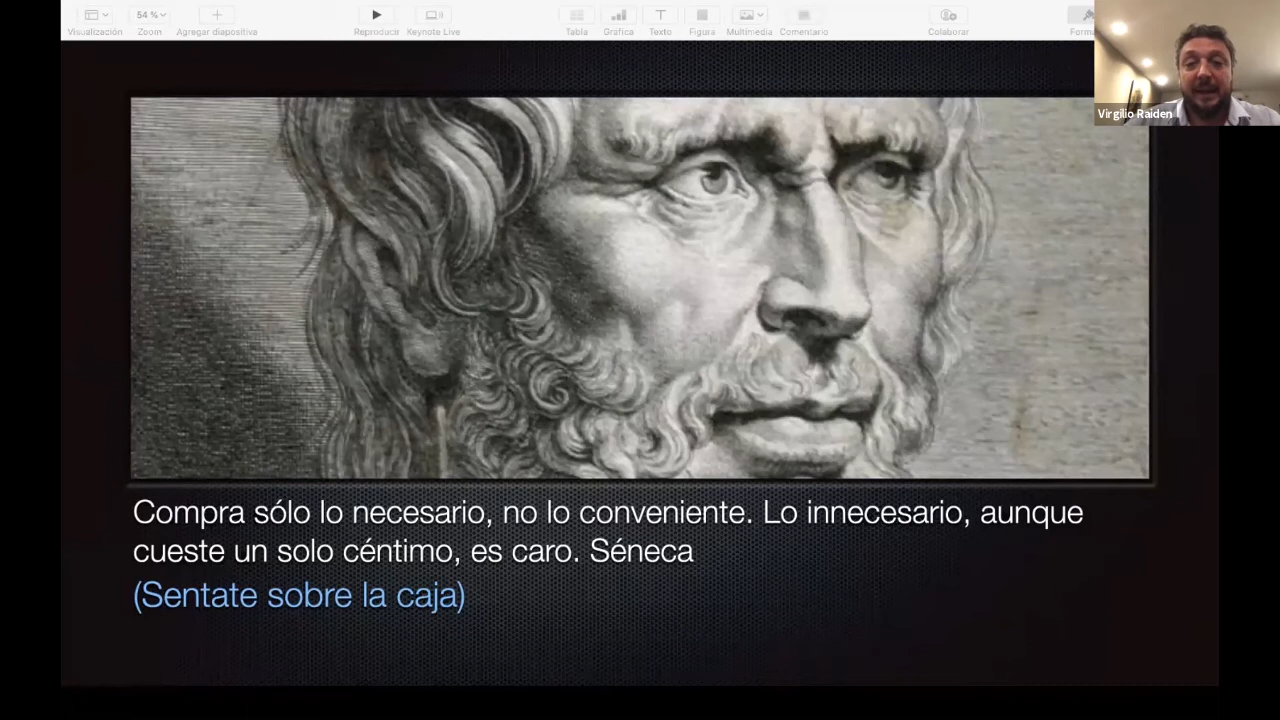 Visualización
54 %
Zoom
Agregar diapositiva
Reproducir
Keynote Live
Tabla
Gráfica
Texto
Figura
Multimedia
Comentario
Colaborar
Virgilio Raiden
Compra sólo lo necesario, no lo conveniente. Lo innecesario, aunque
cueste un solo céntimo, es caro. Séneca
(Sentate sobre la caja)